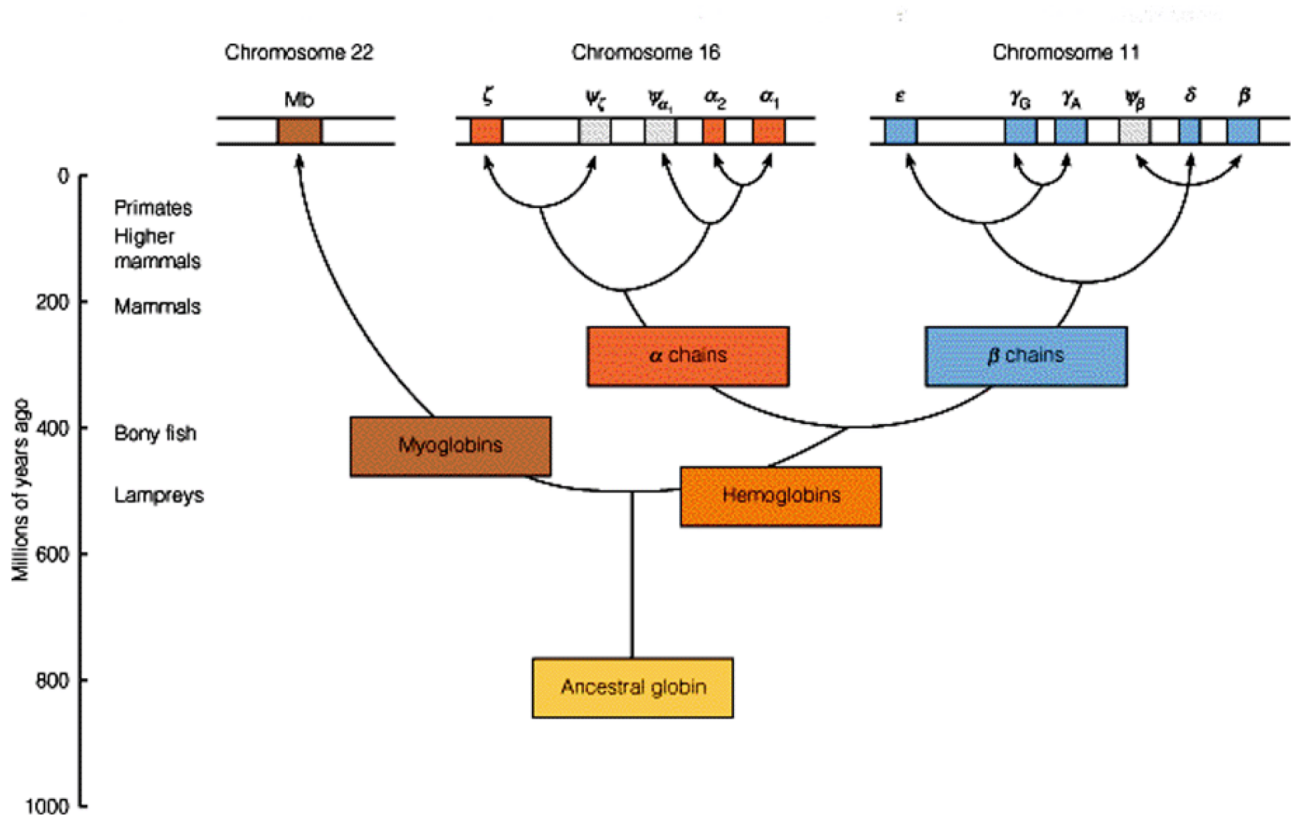 Chromosome 22
Chromosome 16
Chromosome 11
Mb
ζ
ψζ
ψα₁
α₂
α₁
ε
γG
γA
ψβ
δ
β
0
Primates
Higher
mammals
200
Mammals
α chains
β chains
400
Bony fish
Myoglobins
Lampreys
Hemoglobins
Millions of years ago
600
800
Ancestral globin
1000